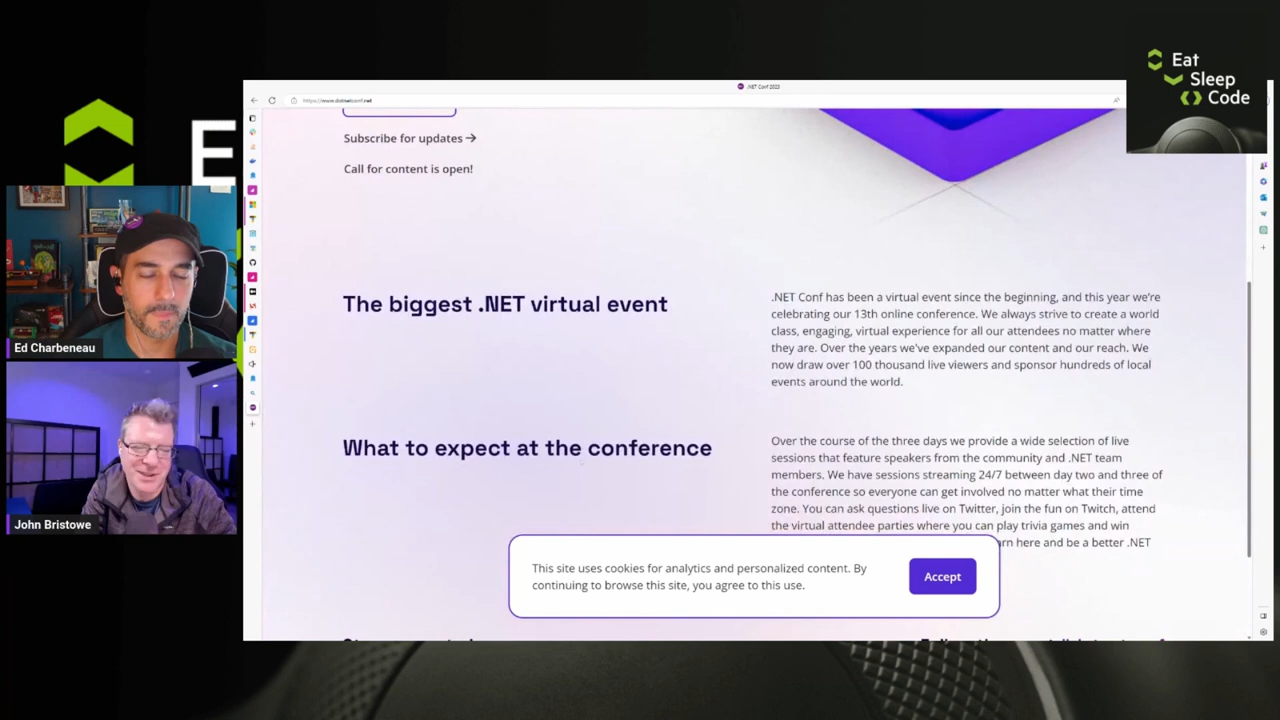 Eat
Sleep
Code
E
.NET Conf 2023
https://www.dotnetconf.net
Subscribe for updates →
Call for content is open!
The biggest .NET virtual event
.NET Conf has been a virtual event since the beginning, and this year we're
celebrating our 13th online conference. We always strive to create a world
class, engaging, virtual experience for all our attendees no matter where
they are. Over the years we've expanded our content and our reach. We
now draw over 100 thousand live viewers and sponsor hundreds of local
events around the world.
What to expect at the conference
Over the course of the three days we provide a wide selection of live
sessions that feature speakers from the community and .NET team
members. We have sessions streaming 24/7 between day two and three of
the conference so everyone can get involved no matter what their time
zone. You can ask questions live on Twitter, join the fun on Twitch, attend
the virtual attendee parties where you can play trivia games and win
here and be a better .NET
This site uses cookies for analytics and personalized content. By
continuing to browse this site, you agree to this use.
Accept
Ed Charbeneau
John Bristowe